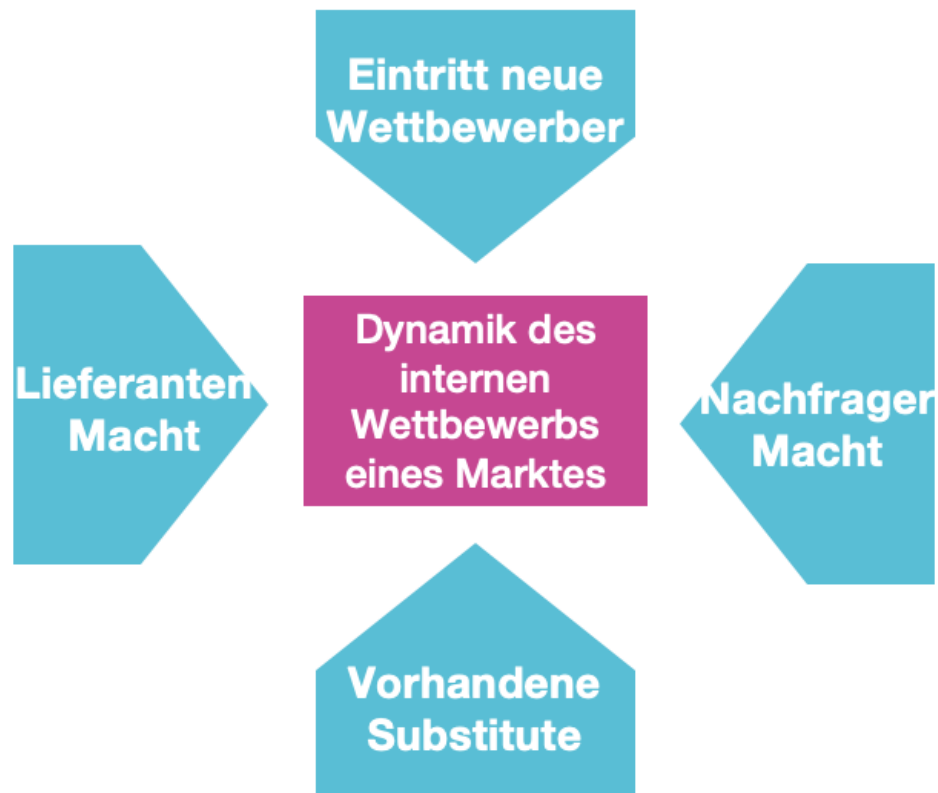 Eintritt neue
Wettbewerber
Lieferanten
Macht
Dynamik des
internen
Wettbewerbs
eines Marktes
Nachfrager
Macht
Vorhandene
Substitute